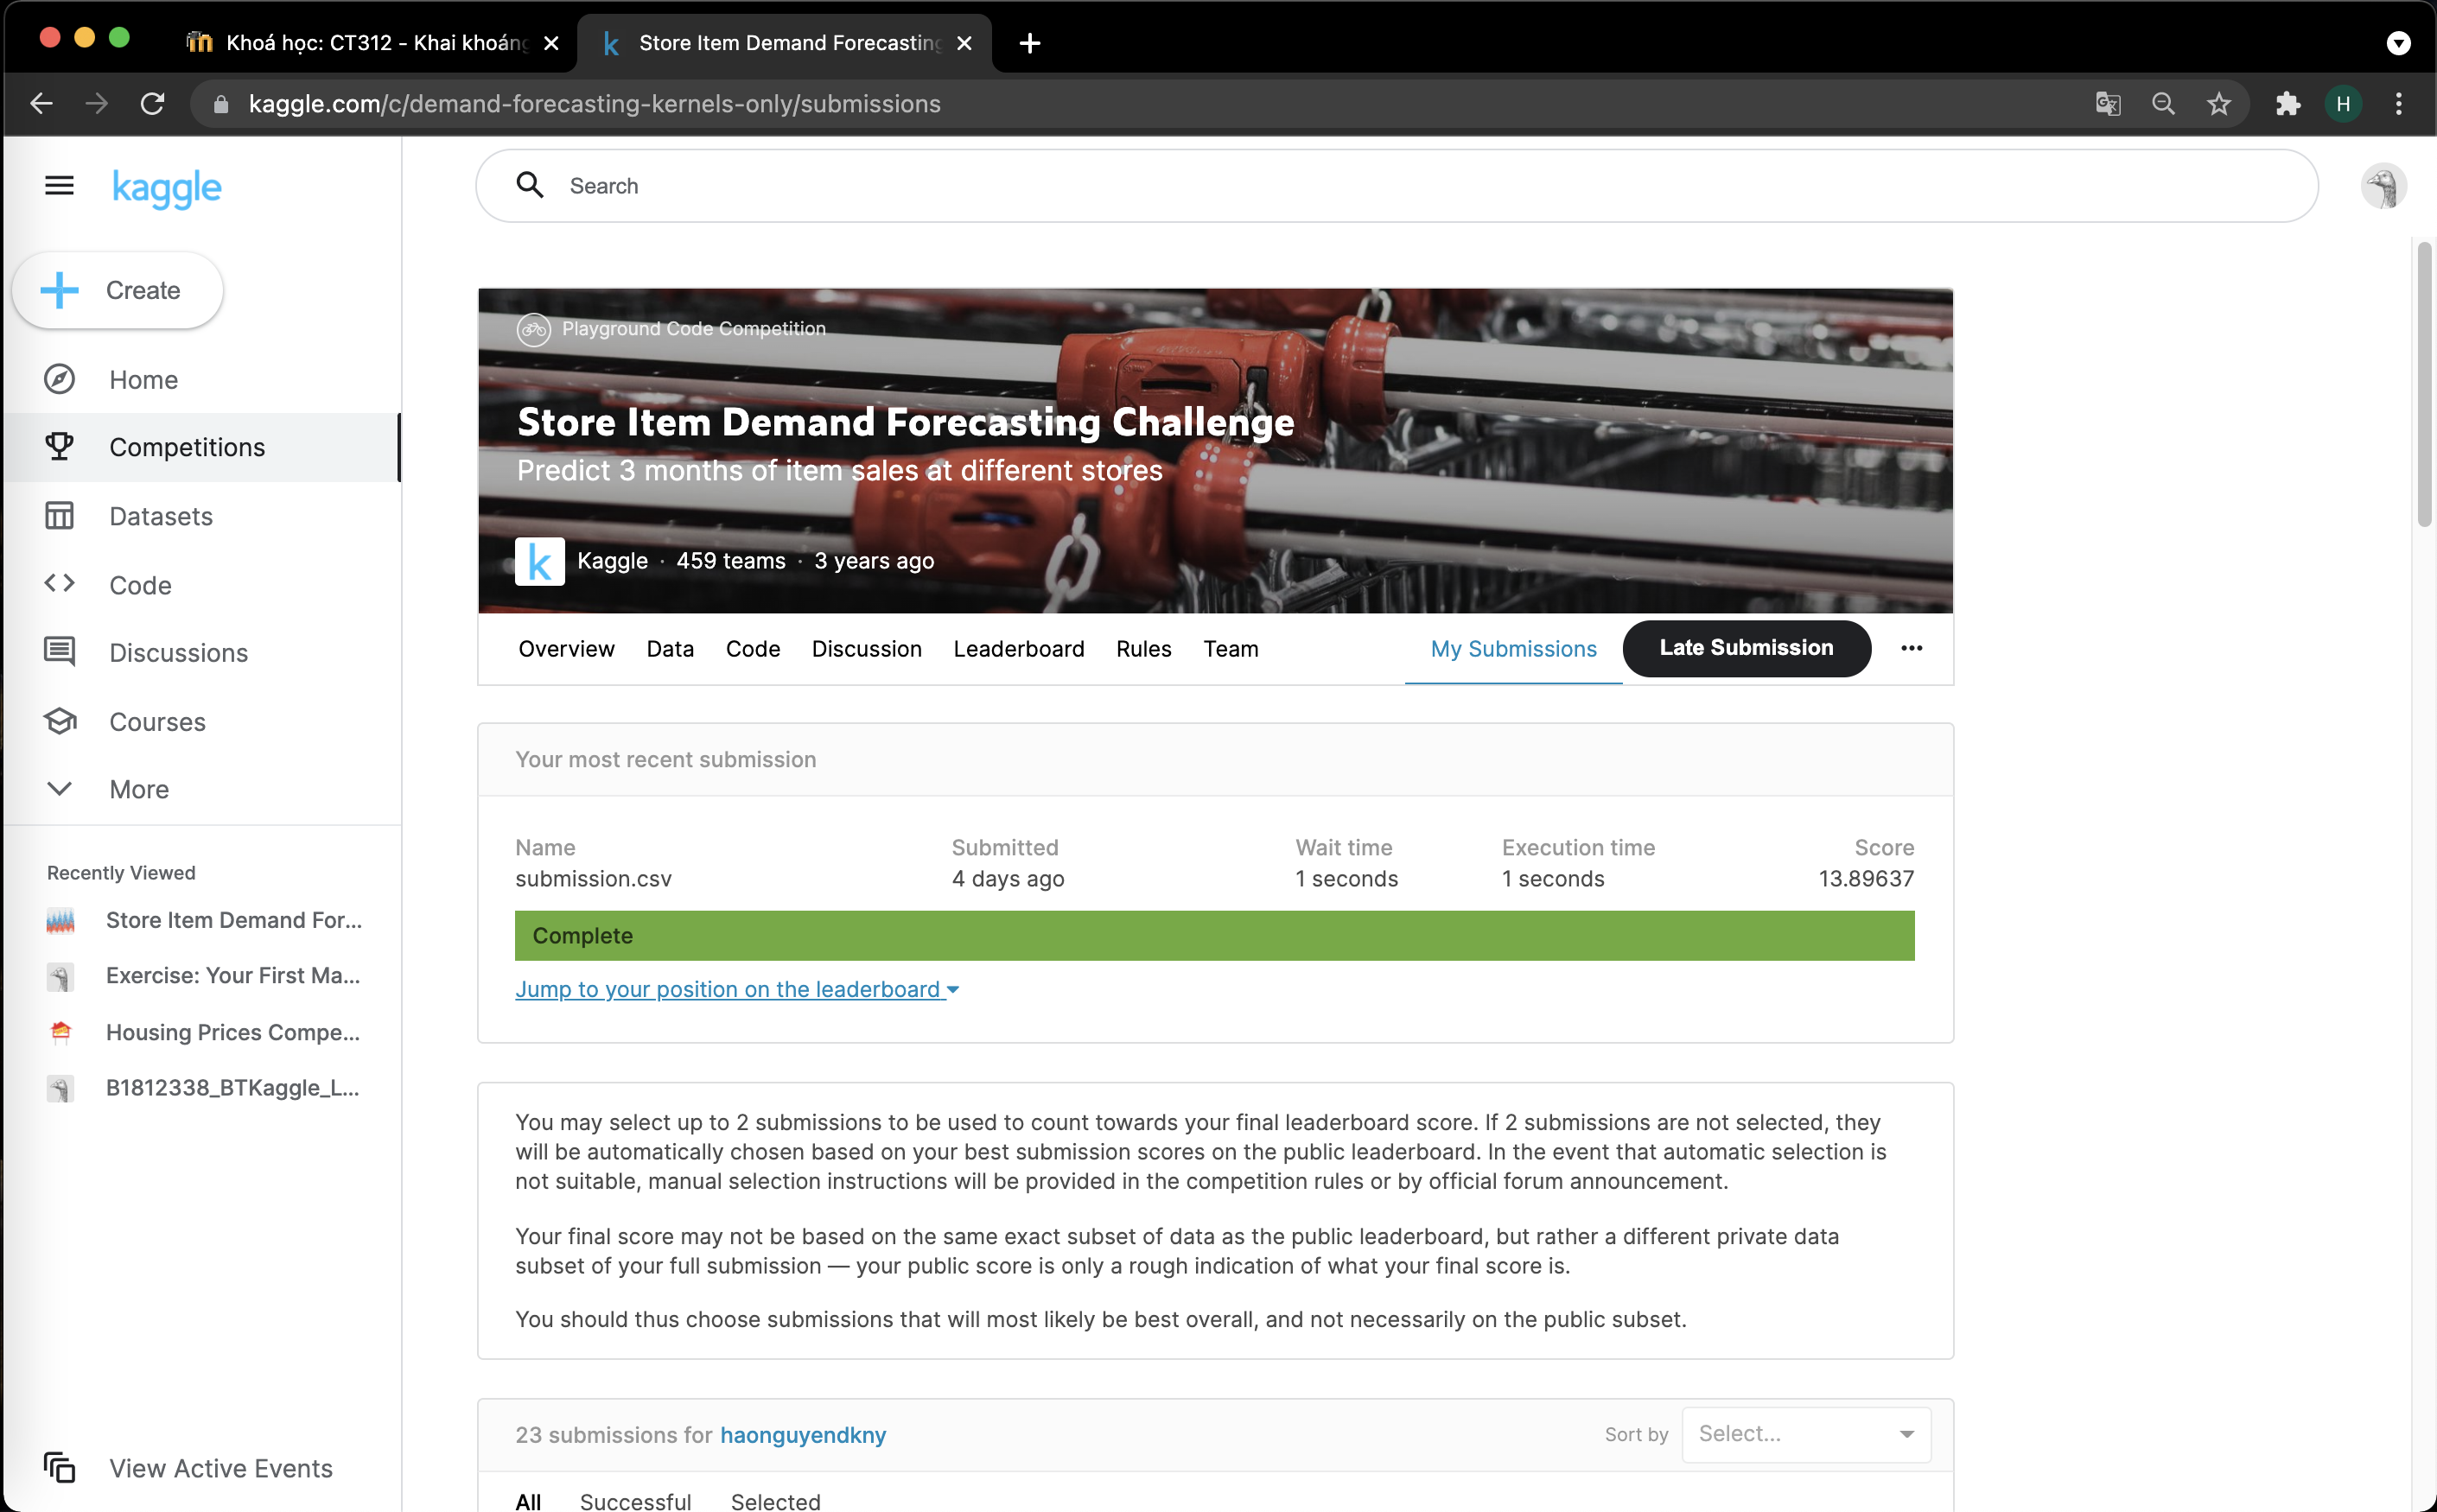 Khoá học: CT312 - Khai khoáng
Store Item Demand Forecasting
kaggle.com/c/demand-forecasting-kernels-only/submissions
H
kaggle
Search
Create
Home
Competitions
Datasets
Code
Discussions
Courses
More
Recently Viewed
Store Item Demand For...
Exercise: Your First Ma...
Housing Prices Compe...
B1812338_BTKaggle_L...
View Active Events
Playground Code Competition
Store Item Demand Forecasting Challenge
Predict 3 months of item sales at different stores
k Kaggle · 459 teams · 3 years ago
Overview Data Code Discussion Leaderboard Rules Team My Submissions Late Submission
Your most recent submission
Name Submitted Wait time Execution time Score
submission.csv 4 days ago 1 seconds 1 seconds 13.89637
Complete
Jump to your position on the leaderboard
You may select up to 2 submissions to be used to count towards your final leaderboard score. If 2 submissions are not selected, they
will be automatically chosen based on your best submission scores on the public leaderboard. In the event that automatic selection is
not suitable, manual selection instructions will be provided in the competition rules or by official forum announcement.
Your final score may not be based on the same exact subset of data as the public leaderboard, but rather a different private data
subset of your full submission — your public score is only a rough indication of what your final score is.
You should thus choose submissions that will most likely be best overall, and not necessarily on the public subset.
23 submissions for haonguyendkny Sort by Select...
All Successful Selected